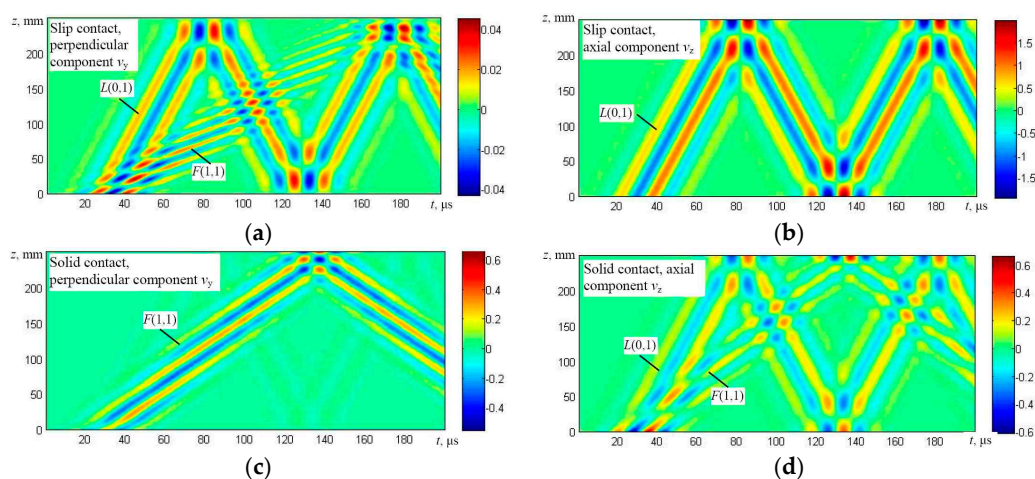 z, mm
Slip contact,
perpendicular
component vy
L(0,1)
F(1,1)
200
150
100
50
0
20 40 60 80 100 120 140 160 180 t, μs
0.04
0.02
0
-0.02
-0.04
(a)
z, mm
Slip contact,
axial component vz
L(0,1)
200
150
100
50
0
20 40 60 80 100 120 140 160 180 t, μs
1.5
1
0.5
0
-0.5
-1
-1.5
(b)
z, mm
Solid contact,
perpendicular component vy
F(1,1)
200
150
100
50
0
20 40 60 80 100 120 140 160 180 t, μs
0.6
0.4
0.2
0
-0.2
-0.4
(c)
z, mm
Solid contact, axial
component vz
L(0,1)
F(1,1)
200
150
100
50
0
20 40 60 80 100 120 140 160 180 t, μs
0.6
0.4
0.2
0
-0.2
-0.4
-0.6
(d)